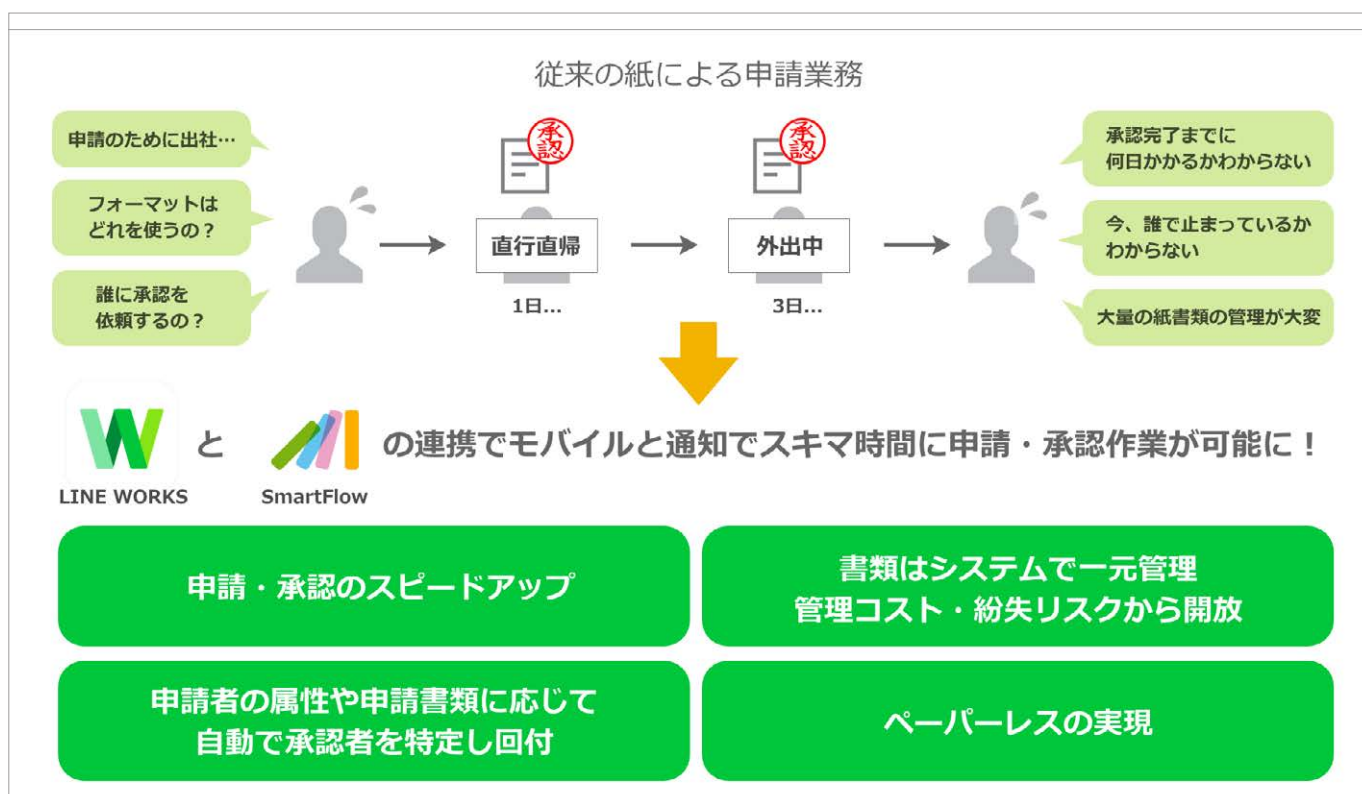 従来の紙による申請業務
申請のために出社…
フォーマットは
どれを使うの？
誰に承認を
依頼するの？
承認
直行直帰
1日...
承認
外出中
3日...
承認完了までに
何日かかるかわからない
今、誰で止まっているか
わからない
大量の紙書類の管理が大変
LINE WORKS
と
SmartFlow
の連携でモバイルと通知でスキマ時間に申請・承認作業が可能に！
申請・承認のスピードアップ
書類はシステムで一元管理
管理コスト・紛失リスクから開放
申請者の属性や申請書類に応じて
自動で承認者を特定し回付
ペーパーレスの実現